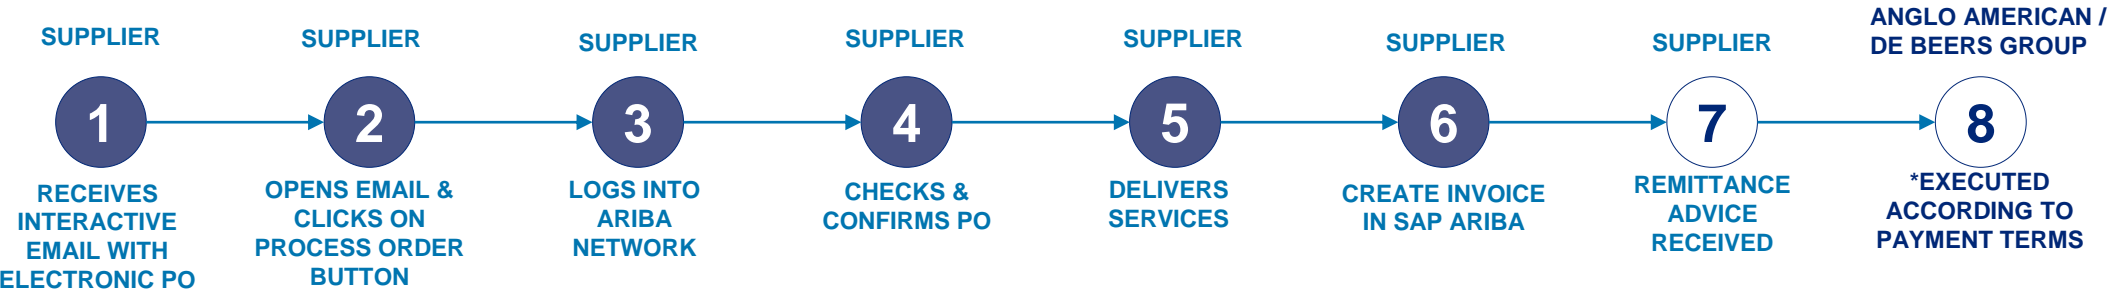 SUPPLIER
1
RECEIVES
INTERACTIVE
EMAIL WITH
ELECTRONIC PO
SUPPLIER
2
OPENS EMAIL &
CLICKS ON
PROCESS ORDER
BUTTON
SUPPLIER
3
LOGS INTO
ARIBA
NETWORK
SUPPLIER
4
CHECKS &
CONFIRMS PO
SUPPLIER
5
DELIVERS
SERVICES
SUPPLIER
6
CREATE INVOICE
IN SAP ARIBA
SUPPLIER
7
REMITTANCE
ADVICE
RECEIVED
ANGLO AMERICAN /
DE BEERS GROUP
8
*EXECUTED
ACCORDING TO
PAYMENT TERMS